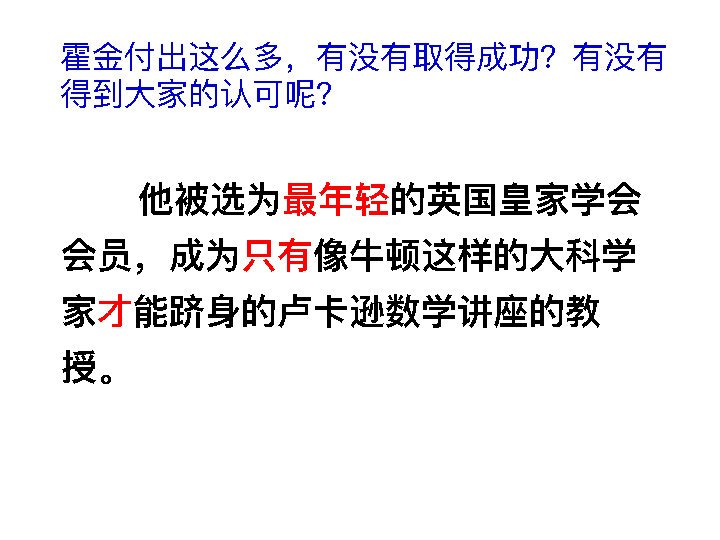 霍金付出这么多，有没有取得成功？有没有
得到大家的认可呢？
他被选为最年轻的英国皇家学会
会员，成为只有像牛顿这样的大科学
家才能跻身的卢卡逊数学讲座的教
授。